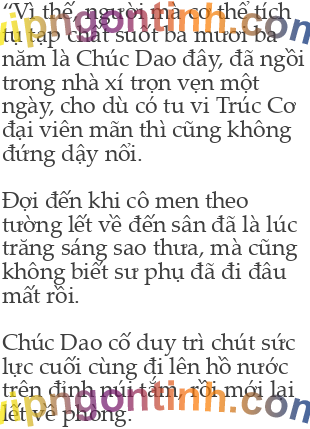 “Vì thế, người mà có thể tích
tụ tạp chất suốt ba mươi ba
năm là Chúc Dao đây, đã ngồi
trong nhà xí trọn vẹn một
ngày, cho dù có tu vi Trúc Cơ
đại viên mãn thì cũng không
đứng dậy nổi.
Đợi đến khi cô men theo
tường lết về đến sân đã là lúc
trăng sáng sao thưa, mà cũng
không biết sư phụ đã đi đâu
mất rồi.
Chúc Dao cố duy trì chút sức
lực cuối cùng đi lên hồ nước
trên đỉnh núi tắm, rồi mới lại
lết về phòng.
vipngontinh.com
vipngontinh.com